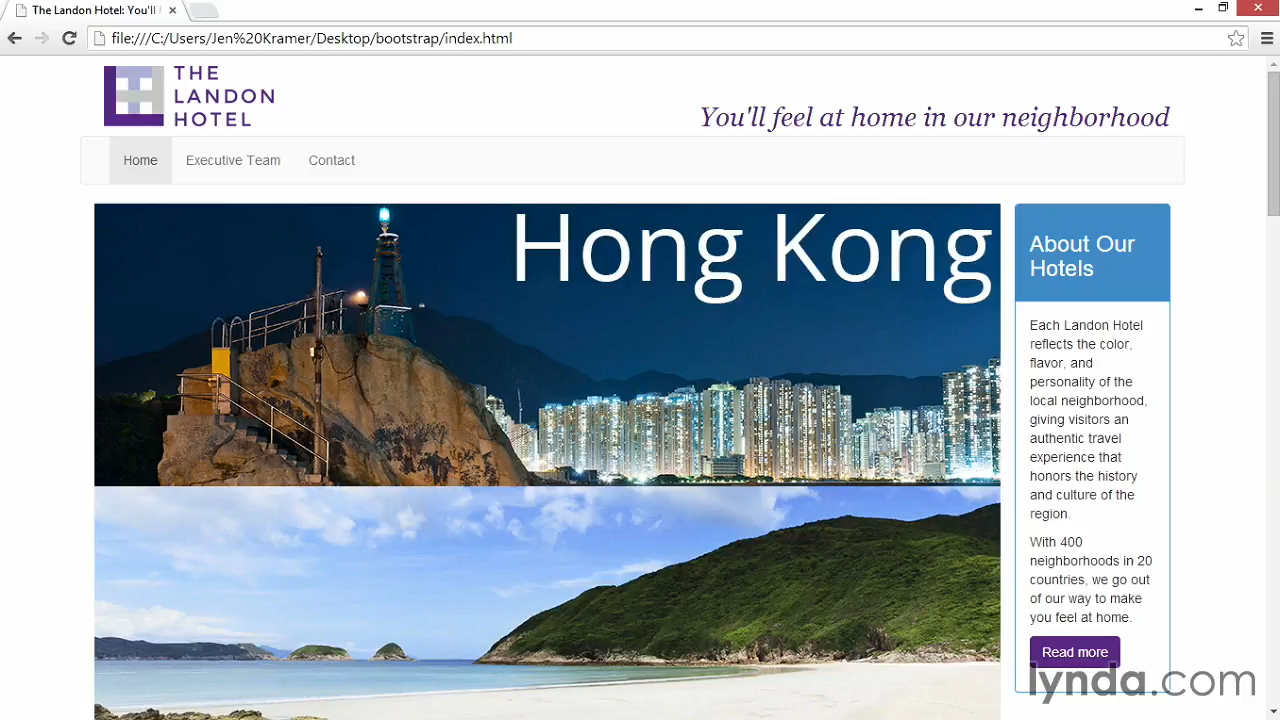 The Landon Hotel: You'll
file:///C:/Users/Jen%20Kramer/Desktop/bootstrap/index.html
THE
LANDON
HOTEL
You'll feel at home in our neighborhood
Home Executive Team Contact
Hong Kong
About Our
Hotels
Each Landon Hotel
reflects the color,
flavor, and
personality of the
local neighborhood,
giving visitors an
authentic travel
experience that
honors the history
and culture of the
region.
With 400
neighborhoods in 20
countries, we go out
of our way to make
you feel at home.
Read more
lynda.com